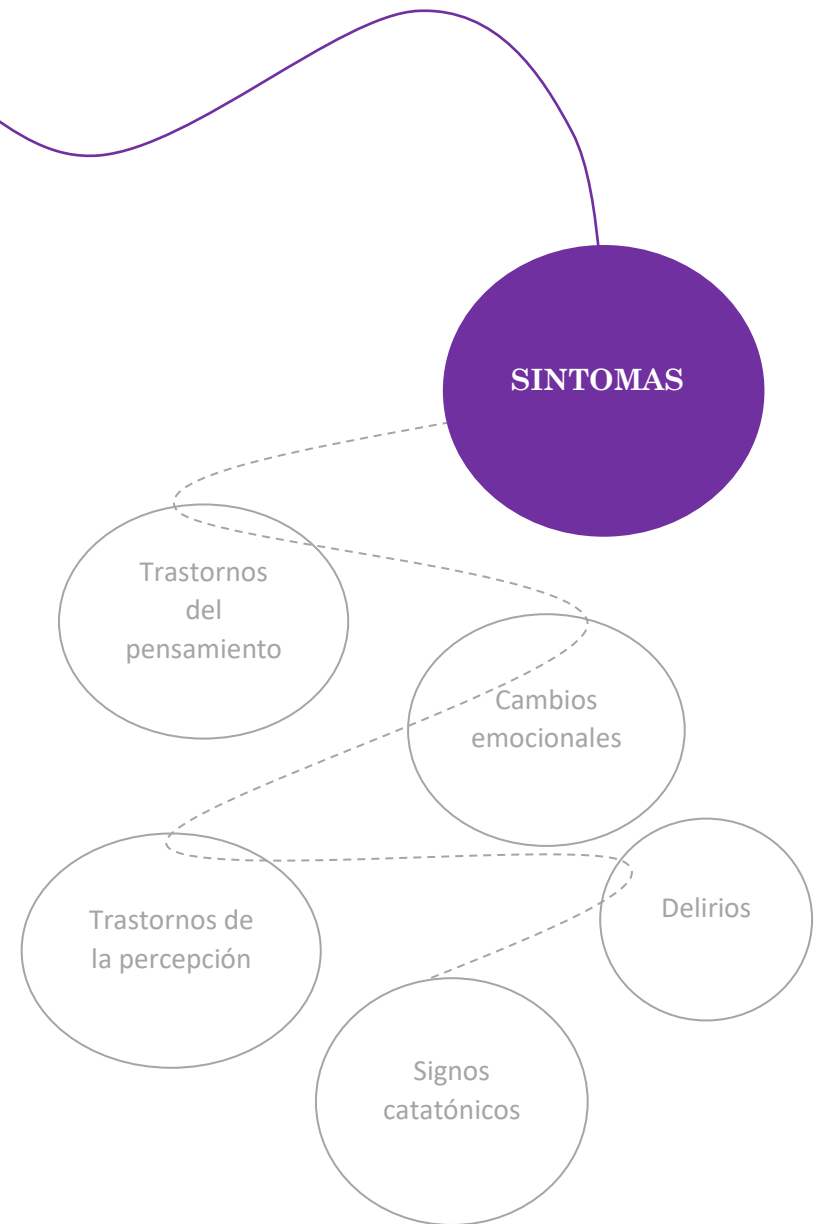 SINTOMAS
Trastornos
del
pensamiento
Cambios
emocionales
Trastornos de
la percepción
Delirios
Signos
catatónicos